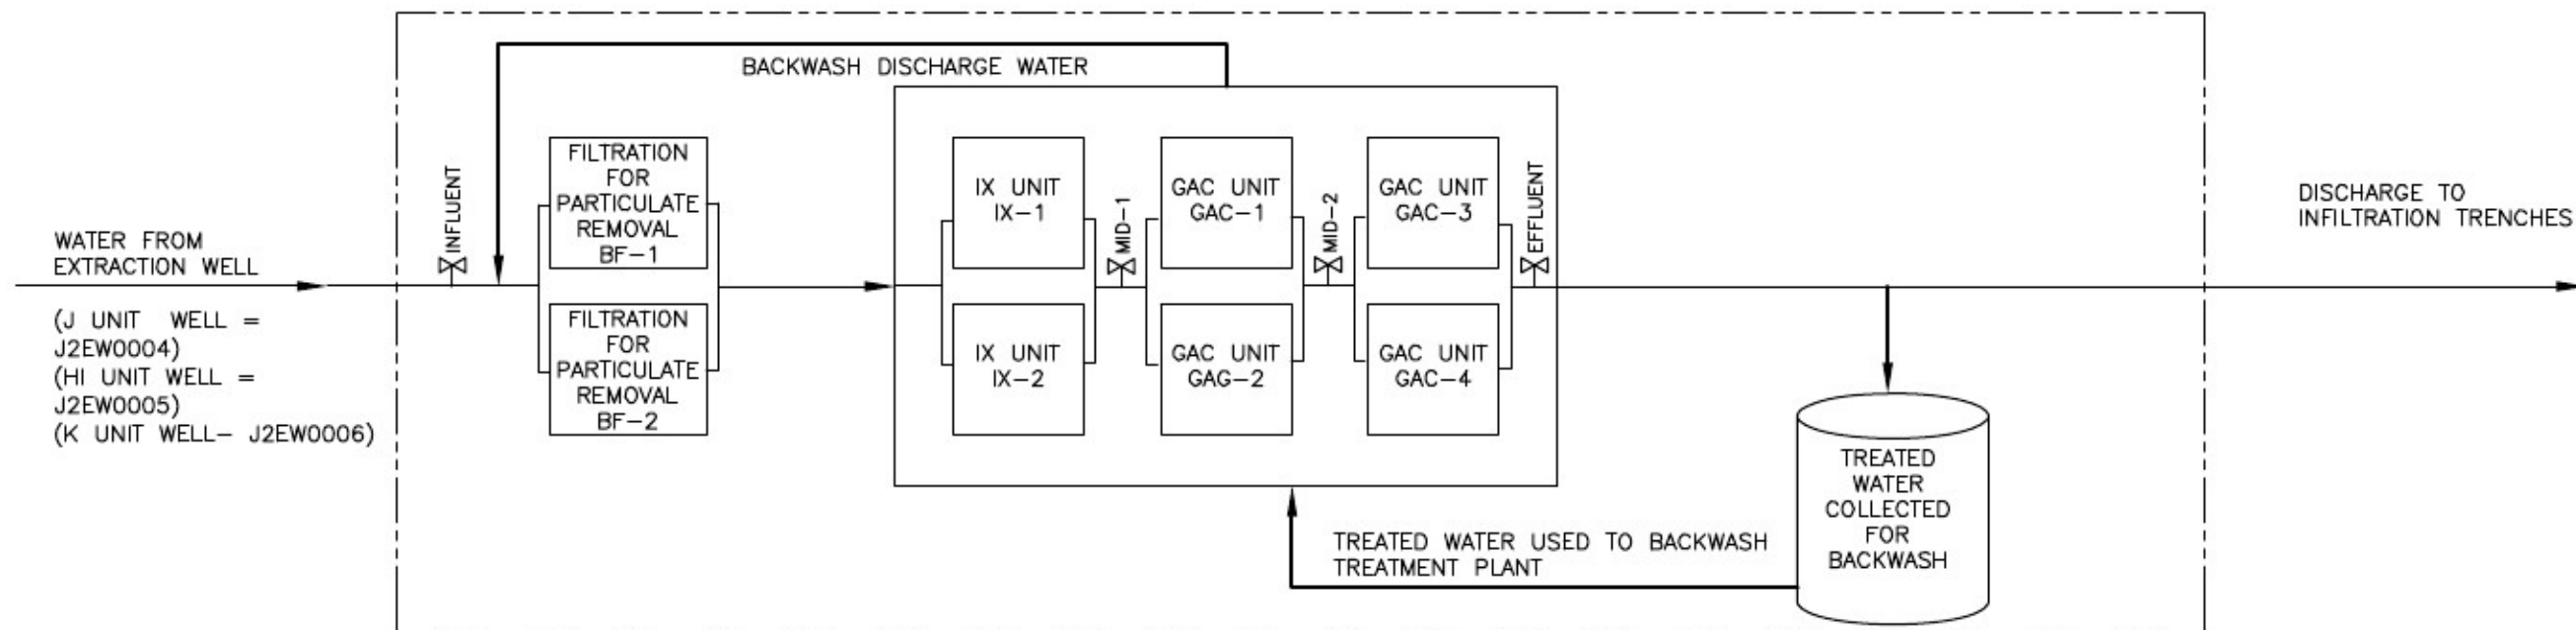 BACKWASH DISCHARGE WATER
WATER FROM
EXTRACTION WELL
(J UNIT WELL =
J2EW0004)
(HI UNIT WELL =
J2EW0005)
(K UNIT WELL- J2EW0006)
INFLUENT
FILTRATION
FOR
PARTICULATE
REMOVAL
BF-1
FILTRATION
FOR
PARTICULATE
REMOVAL
BF-2
IX UNIT
IX-1
IX UNIT
IX-2
MID-1
GAC UNIT
GAC-1
GAC UNIT
GAG-2
MID-2
GAC UNIT
GAC-3
GAC UNIT
GAC-4
EFFLUENT
DISCHARGE TO
INFILTRATION TRENCHES
TREATED
WATER
COLLECTED
FOR
BACKWASH
TREATED WATER USED TO BACKWASH
TREATMENT PLANT